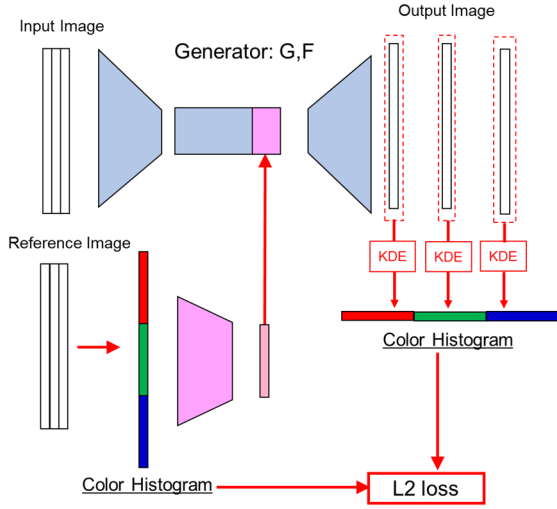 Input Image
Output Image
Generator: G,F
Reference Image
KDE
KDE
KDE
Color Histogram
Color Histogram
L2 loss